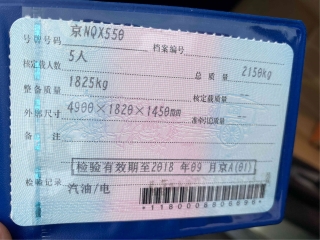 号牌号码 京NQX550 档案编号
核定载人数 5人 总质量 2150kg
整备质量 1825kg 核定载质量 --
外廓尺寸 4900×1820×1450mm 准牵引总质量 --
备注
检验有效期至2018年09月京A(01)
检验记录 汽油/电